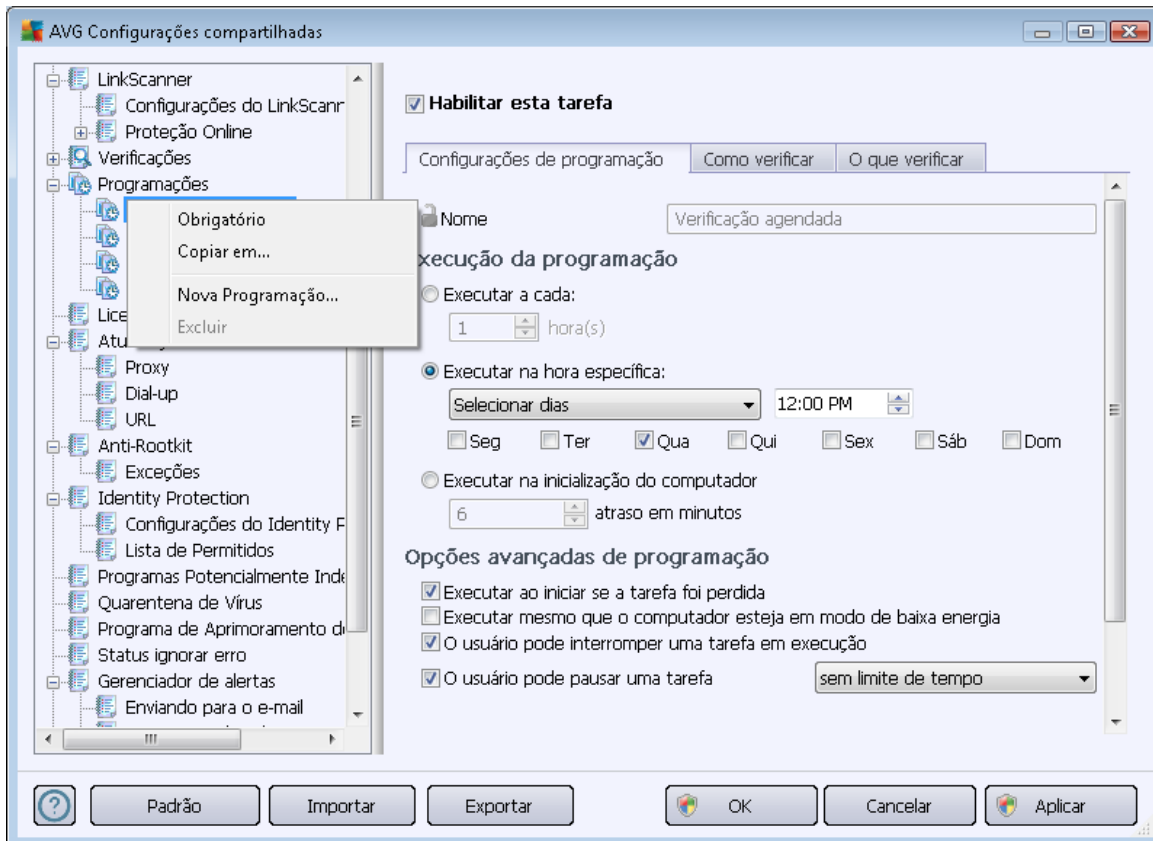 AVG Configurações compartilhadas
LinkScanner
Configurações do LinkScanr
Proteção Online
Verificações
Programações
Obrigatório
Copiar em...
Nova Programação...
Excluir
Proxy
Dial-up
URL
Anti-Rootkit
Exceções
Identity Protection
Configurações do Identity P
Lista de Permitidos
Programas Potencialmente Inde
Quarentena de Vírus
Programa de Aprimoramento d
Status ignorar erro
Gerenciador de alertas
Enviando para o e-mail
Habilitar esta tarefa
Configurações de programação Como verificar O que verificar
Nome Verificação agendada
xecução da programação
Executar a cada:
1 hora(s)
Executar na hora específica:
Selecionar dias 12:00 PM
Seg Ter Qua Qui Sex Sáb Dom
Executar na inicialização do computador
6 atraso em minutos
Opções avançadas de programação
Executar ao iniciar se a tarefa foi perdida
Executar mesmo que o computador esteja em modo de baixa energia
O usuário pode interromper uma tarefa em execução
O usuário pode pausar uma tarefa sem limite de tempo
? Padrão Importar Exportar OK Cancelar Aplicar